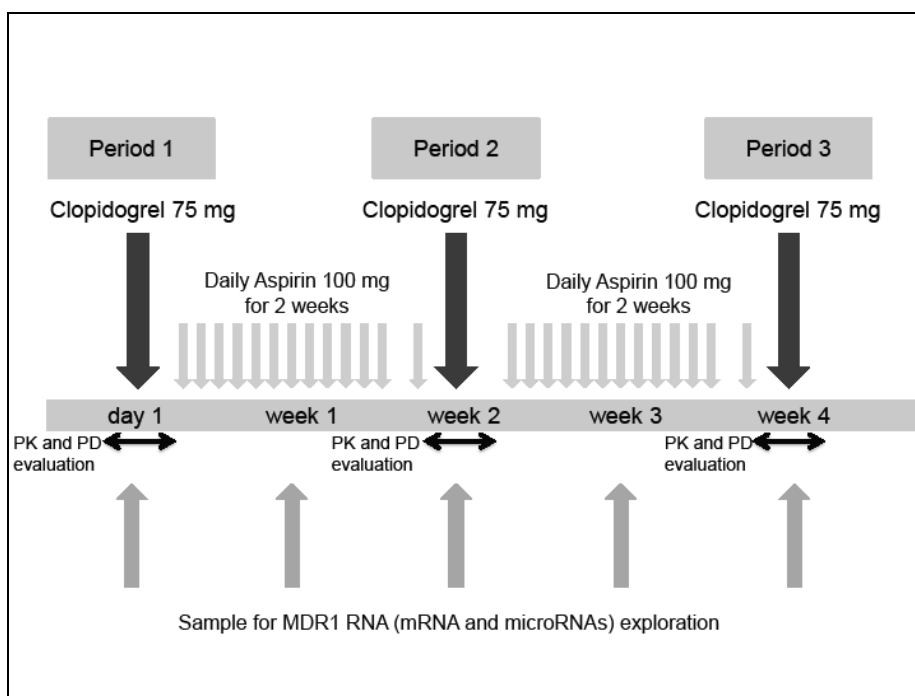 Period 1
Period 2
Period 3
Clopidogrel 75 mg
Clopidogrel 75 mg
Clopidogrel 75 mg
Daily Aspirin 100 mg
for 2 weeks
Daily Aspirin 100 mg
for 2 weeks
day 1
week 1
week 2
week 3
week 4
PK and PD
evaluation
PK and PD
evaluation
PK and PD
evaluation
Sample for MDR1 RNA (mRNA and microRNAs) exploration